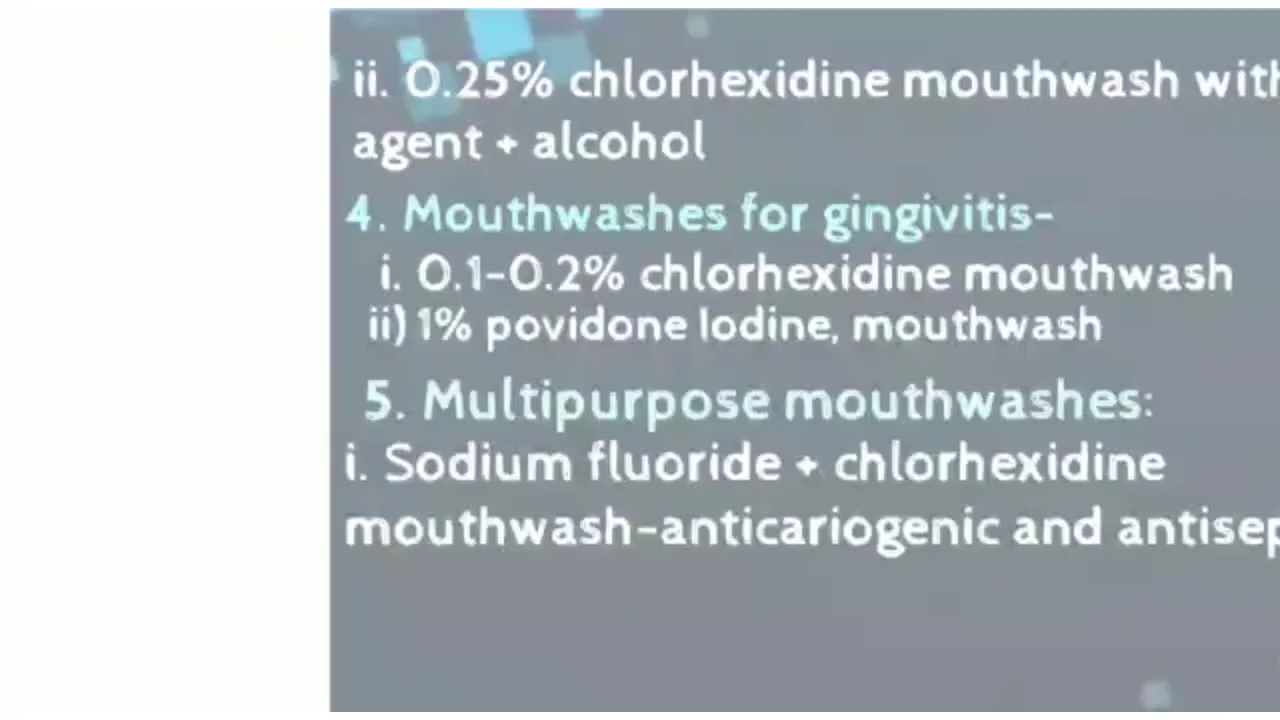 ii. 0.25% chlorhexidine mouthwash with
agent + alcohol
4. Mouthwashes for gingivitis-
i. 0.1-0.2% chlorhexidine mouthwash
ii) 1% povidone Iodine, mouthwash
5. Multipurpose mouthwashes:
i. Sodium fluoride + chlorhexidine
mouthwash-anticariogenic and